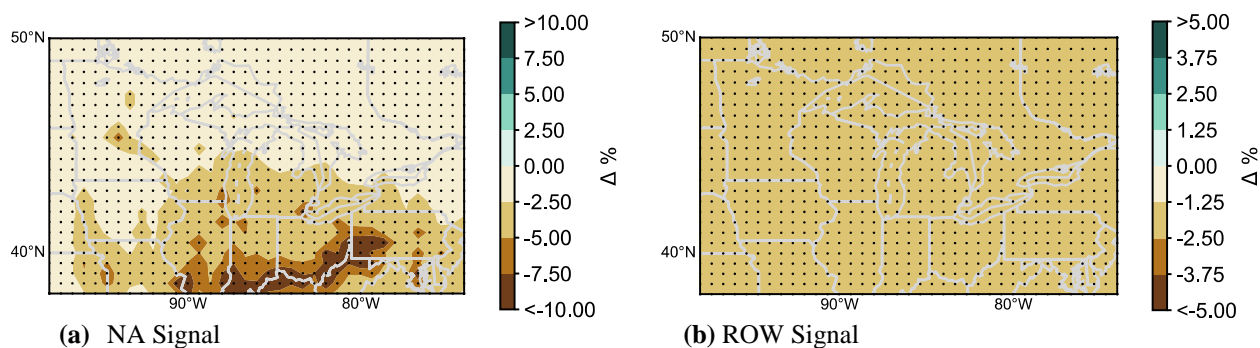 50°N
40°N
90°W
80°W
>10.00
7.50
5.00
2.50
0.00
-2.50
-5.00
-7.50
<-10.00
Δ %
(a) NA Signal
50°N
40°N
90°W
80°W
>5.00
3.75
2.50
1.25
0.00
-1.25
-2.50
-3.75
<-5.00
Δ %
(b) ROW Signal